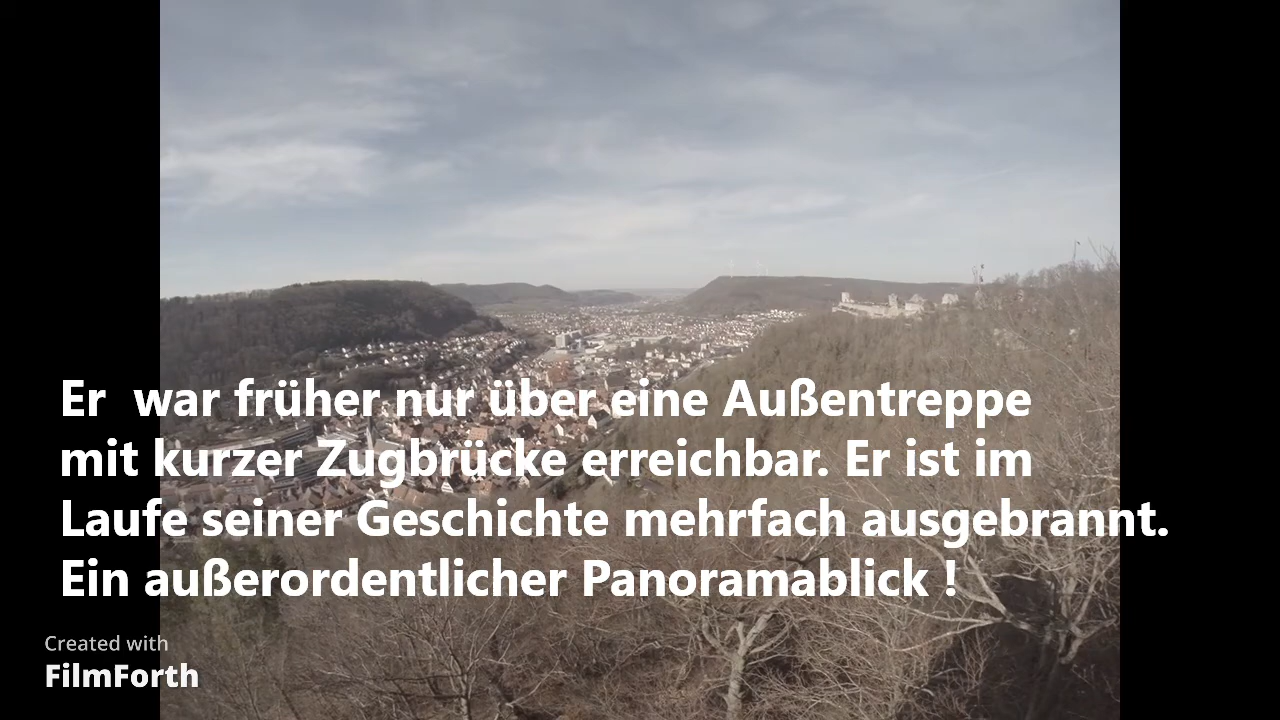 Er  war früher nur über eine Außentreppe
mit kurzer Zugbrücke erreichbar. Er ist im
Laufe seiner Geschichte mehrfach ausgebrannt.
Ein außerordentlicher Panoramablick !
Created with
FilmForth